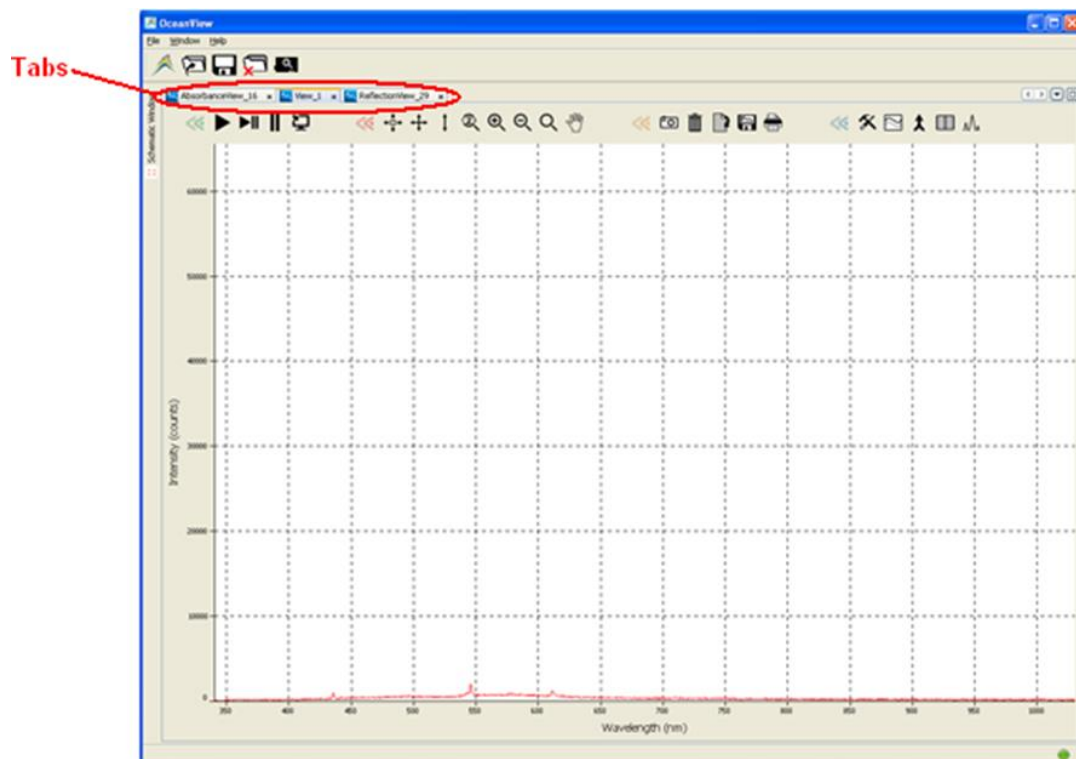 OceanView
File Window Help
Tabs
AbsorbanceView_16 View_1 ReflectionView_29
Schematic Window
60000
50000
40000
30000
20000
10000
0
Intensity (counts)
350 400 450 500 550 600 650 700 750 800 850 900 950 1000
Wavelength (nm)